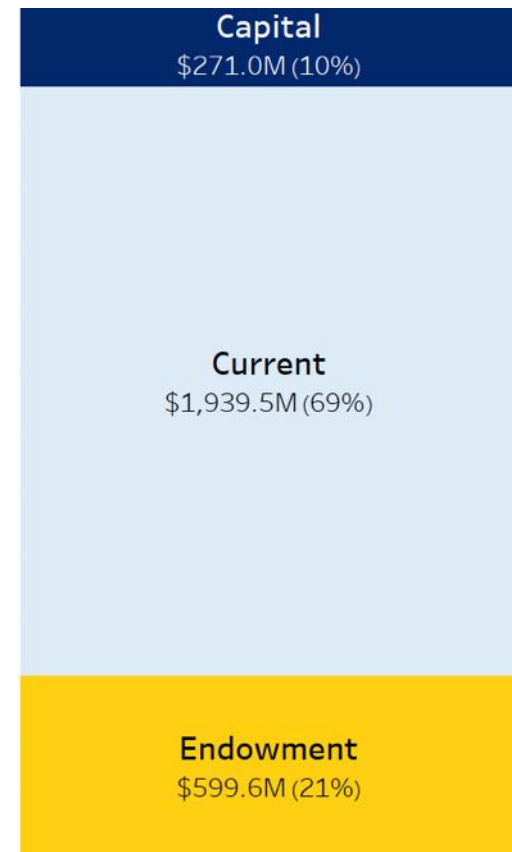 Capital
$271.0M (10%)
Current
$1,939.5M (69%)
Endowment
$599.6M (21%)